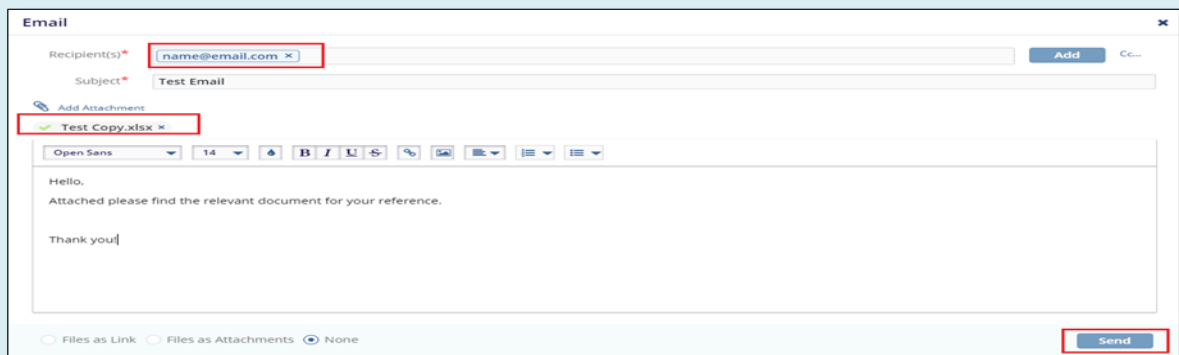 Email ×
Recipient(s)* name@email.com × Add Cc...
Subject* Test Email
Add Attachment
Test Copy.xlsx ×
Open Sans 14 B I U S
Hello,
Attached please find the relevant document for your reference.
Thank you!
Files as Link Files as Attachments None Send